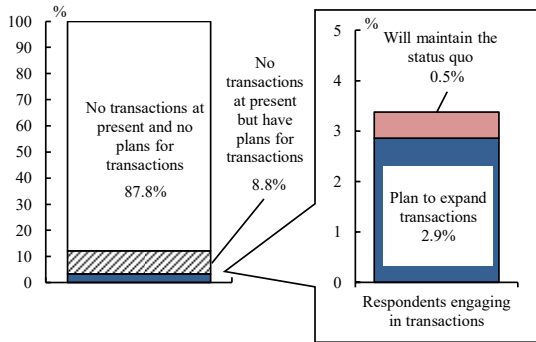 %
100
90
80
70
60
50
40
30
20
10
0
No transactions at
present and no
plans for
transactions
87.8%
No
transactions
at present
but have
plans for
transactions
8.8%
%
5
4
3
2
1
0
Will maintain the
status quo
0.5%
Plan to expand
transactions
2.9%
Respondents engaging
in transactions